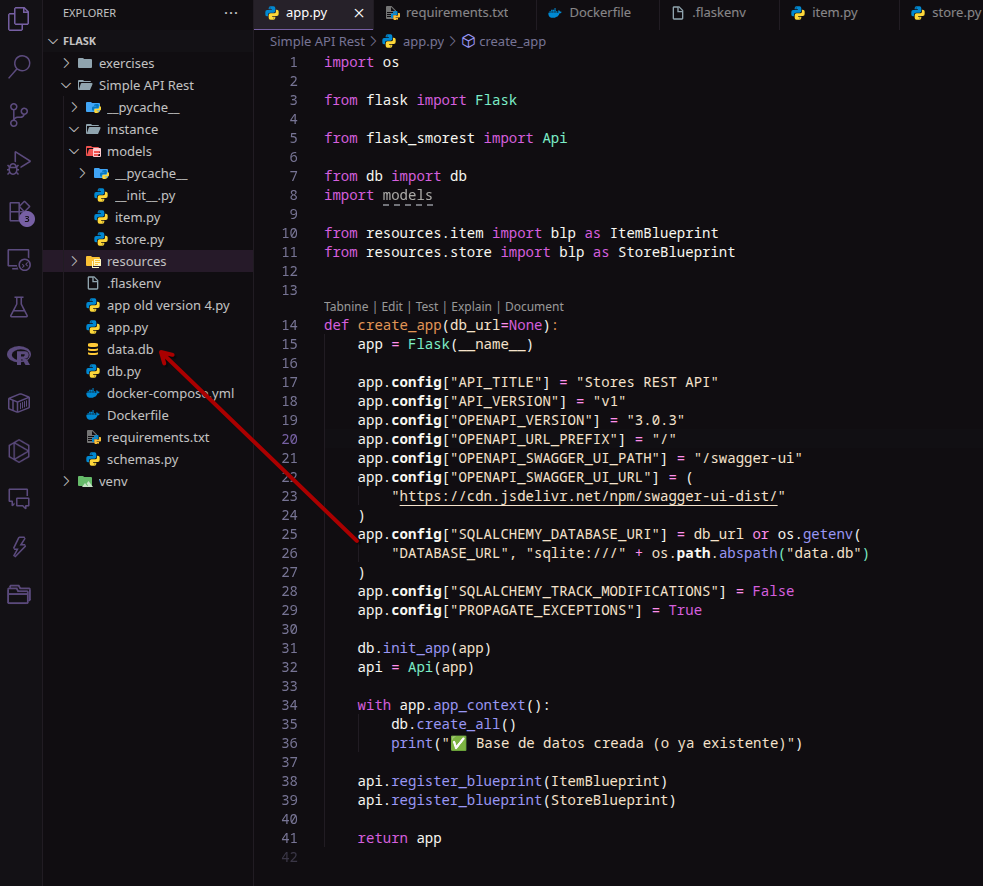 EXPLORER
FLASK
exercises
Simple API Rest
__pycache__
instance
models
__pycache__
__init__.py
item.py
store.py
resources
.flaskenv
app old version 4.py
app.py
data.db
db.py
docker-compose.yml
Dockerfile
requirements.txt
schemas.py
venv
3
app.py
requirements.txt
Dockerfile
.flaskenv
item.py
store.py
Simple API Rest > app.py > create_app
1 import os
2
3 from flask import Flask
4
5 from flask_smorest import Api
6
7 from db import db
8 import models
9
10 from resources.item import blp as ItemBlueprint
11 from resources.store import blp as StoreBlueprint
12
13
Tabnine | Edit | Test | Explain | Document
14 def create_app(db_url=None):
15 app = Flask(__name__)
16
17 app.config["API_TITLE"] = "Stores REST API"
18 app.config["API_VERSION"] = "v1"
19 app.config["OPENAPI_VERSION"] = "3.0.3"
20 app.config["OPENAPI_URL_PREFIX"] = "/"
21 app.config["OPENAPI_SWAGGER_UI_PATH"] = "/swagger-ui"
22 app.config["OPENAPI_SWAGGER_UI_URL"] = (
23 "https://cdn.jsdelivr.net/npm/swagger-ui-dist/"
24 )
25 app.config["SQLALCHEMY_DATABASE_URI"] = db_url or os.getenv(
26 "DATABASE_URL", "sqlite:///" + os.path.abspath("data.db")
27 )
28 app.config["SQLALCHEMY_TRACK_MODIFICATIONS"] = False
29 app.config["PROPAGATE_EXCEPTIONS"] = True
30
31 db.init_app(app)
32 api = Api(app)
33
34 with app.app_context():
35 db.create_all()
36 print("✅ Base de datos creada (o ya existente)")
37
38 api.register_blueprint(ItemBlueprint)
39 api.register_blueprint(StoreBlueprint)
40
41 return app
42